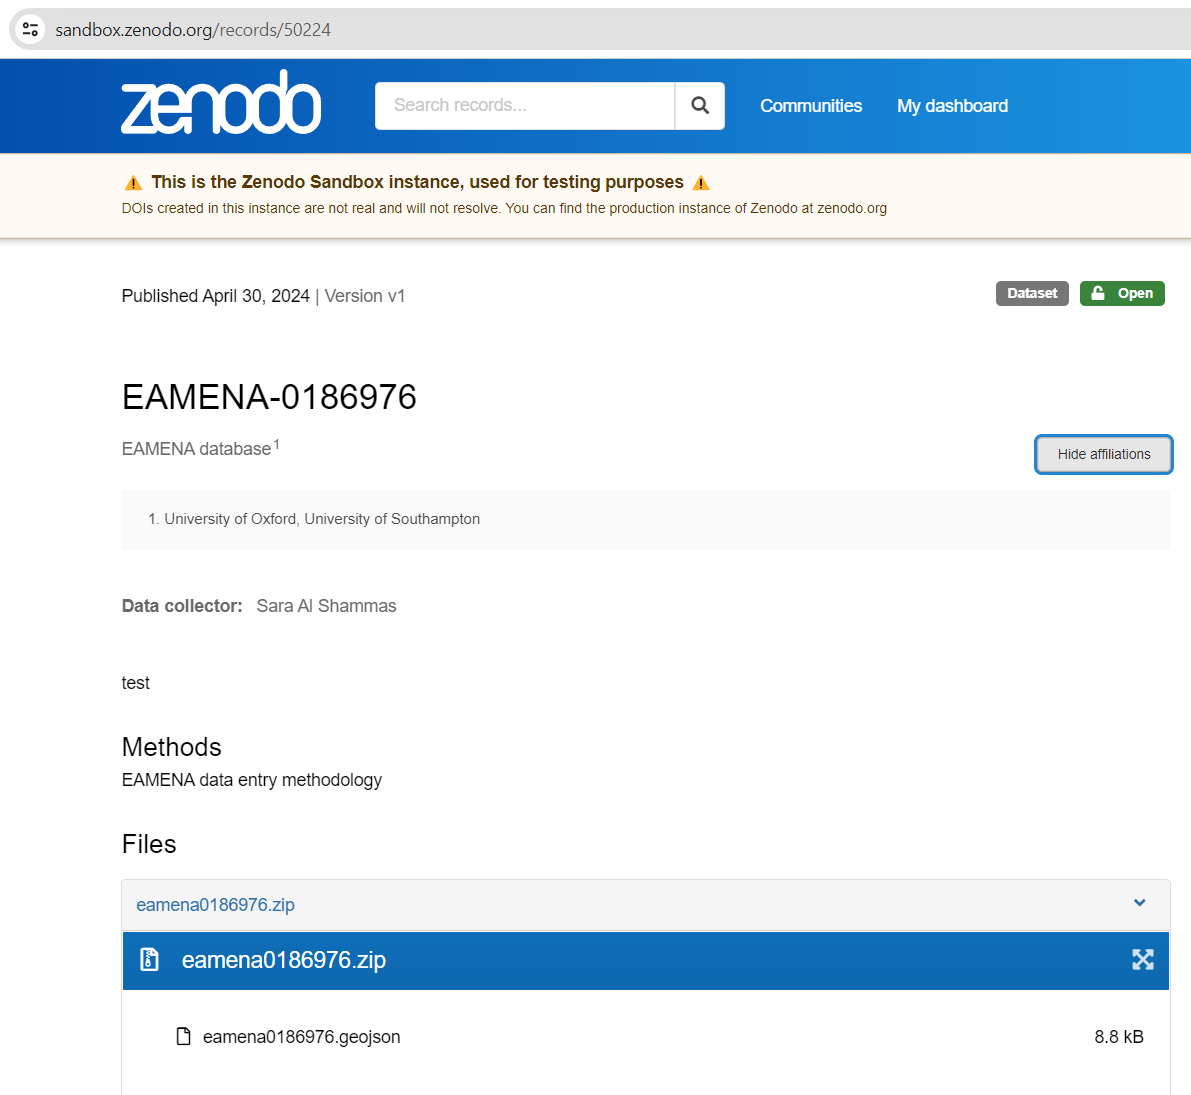 sandbox.zenodo.org/records/50224
zenodo
Search records...
Communities
My dashboard
This is the Zenodo Sandbox instance, used for testing purposes
DOIs created in this instance are not real and will not resolve. You can find the production instance of Zenodo at zenodo.org
Published April 30, 2024 | Version v1
Dataset
Open
EAMENA-0186976
EAMENA database 1
Hide affiliations
1. University of Oxford, University of Southampton
Data collector: Sara Al Shammas
test
Methods
EAMENA data entry methodology
Files
eamena0186976.zip
eamena0186976.zip
eamena0186976.geojson 8.8 kB